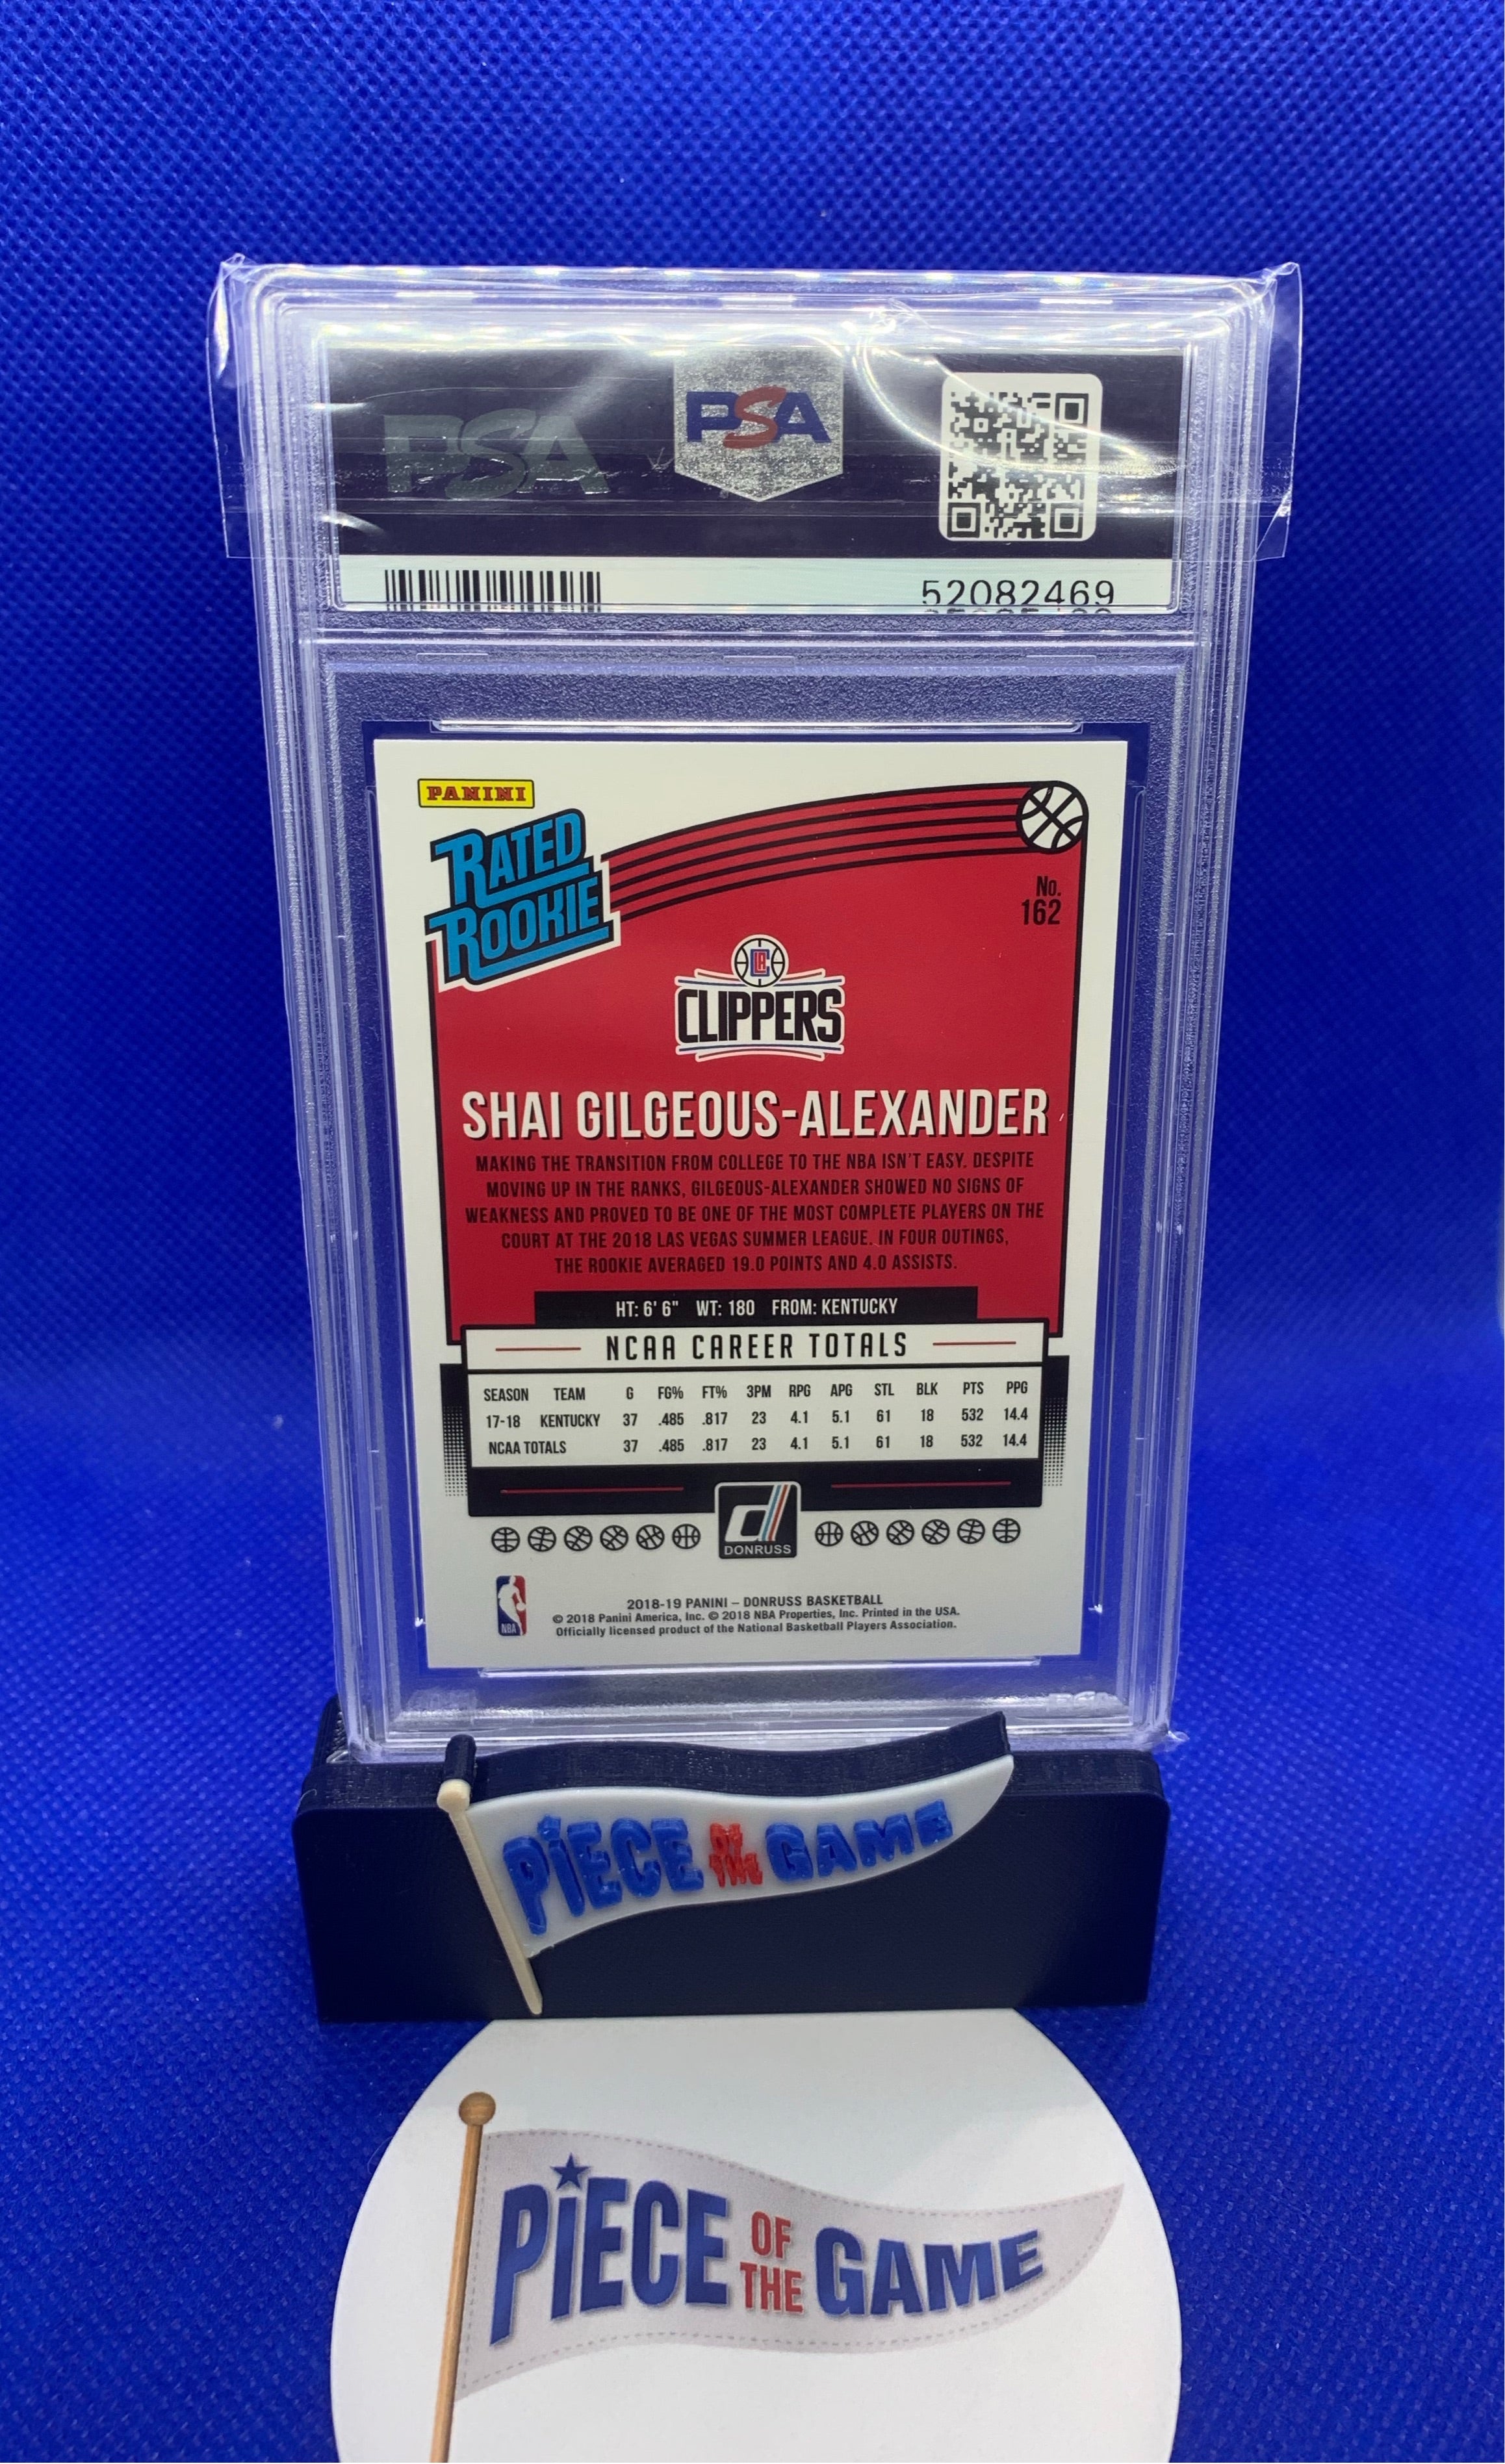 PSA
PSA
52082469
PANINI
RATED
ROOKIE
No.
162
LA
CLIPPERS
SHAI GILGEOUS-ALEXANDER
MAKING THE TRANSITION FROM COLLEGE TO THE NBA ISN'T EASY. DESPITE
MOVING UP IN THE RANKS, GILGEOUS-ALEXANDER SHOWED NO SIGNS OF
WEAKNESS AND PROVED TO BE ONE OF THE MOST COMPLETE PLAYERS ON THE
COURT AT THE 2018 LAS VEGAS SUMMER LEAGUE. IN FOUR OUTINGS,
THE ROOKIE AVERAGED 19.0 POINTS AND 4.0 ASSISTS.
HT: 6' 6" WT: 180 FROM: KENTUCKY
NCAA CAREER TOTALS
SEASON TEAM G FG% FT% 3PM RPG APG STL BLK PTS PPG
17-18 KENTUCKY 37 .485 .817 23 4.1 5.1 61 18 532 14.4
NCAA TOTALS 37 .485 .817 23 4.1 5.1 61 18 532 14.4
d
DONRUSS
NBA
2018-19 PANINI – DONRUSS BASKETBALL
© 2018 Panini America, Inc. © 2018 NBA Properties, Inc. Printed in the USA.
Officially licensed product of the National Basketball Players Association.
PIECE OF THE GAME
PIECE OF THE GAME